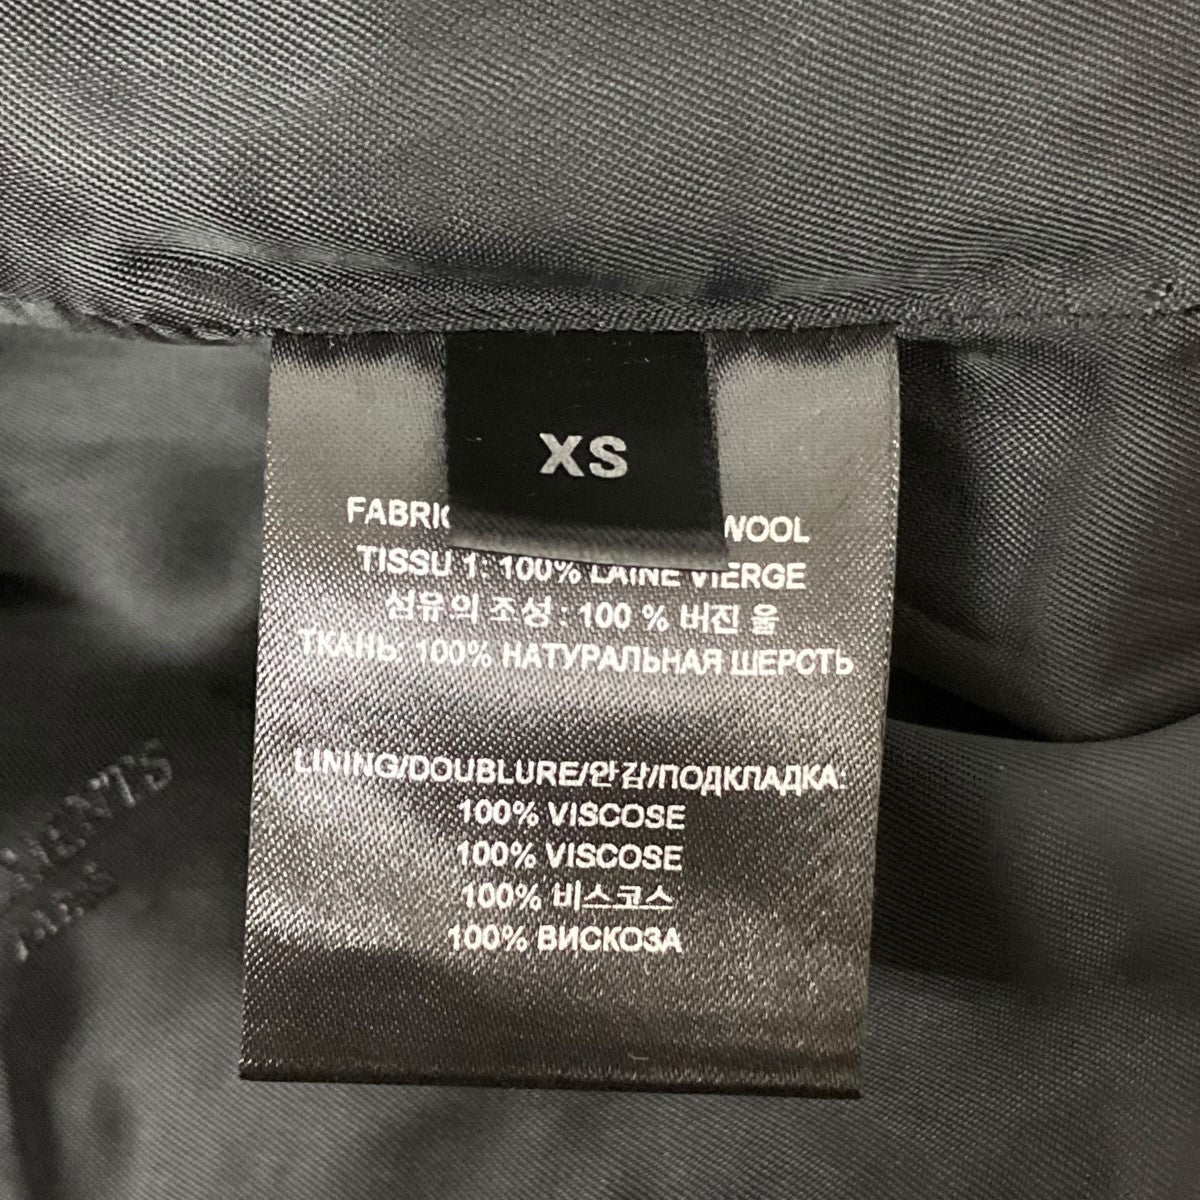 XS
FABRIC WOOL
TISSU 1: 100% LAINE VIERGE
섬유의 조성 : 100 % 버진 울
ТКАНЬ: 100% НАТУРАЛЬНАЯ ШЕРСТЬ
LINING/DOUBLURE/안감/ПОДКЛАДКА:
100% VISCOSE
100% VISCOSE
100% 비스코스
100% ВИСКОЗА